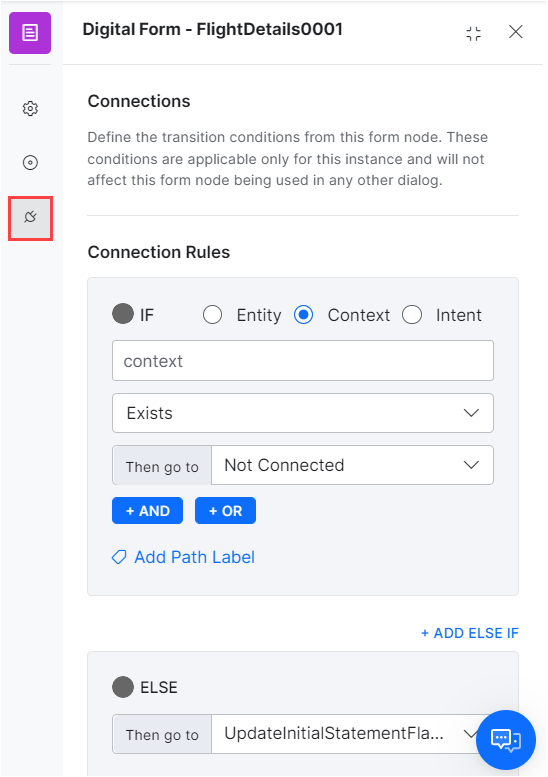 Digital Form - FlightDetails0001
Connections
Define the transition conditions from this form node. These
conditions are applicable only for this instance and will not
affect this form node being used in any other dialog.
Connection Rules
IF Entity Context Intent
context
Exists
Then go to Not Connected
+ AND + OR
Add Path Label
+ ADD ELSE IF
ELSE
Then go to UpdateInitialStatementFla...